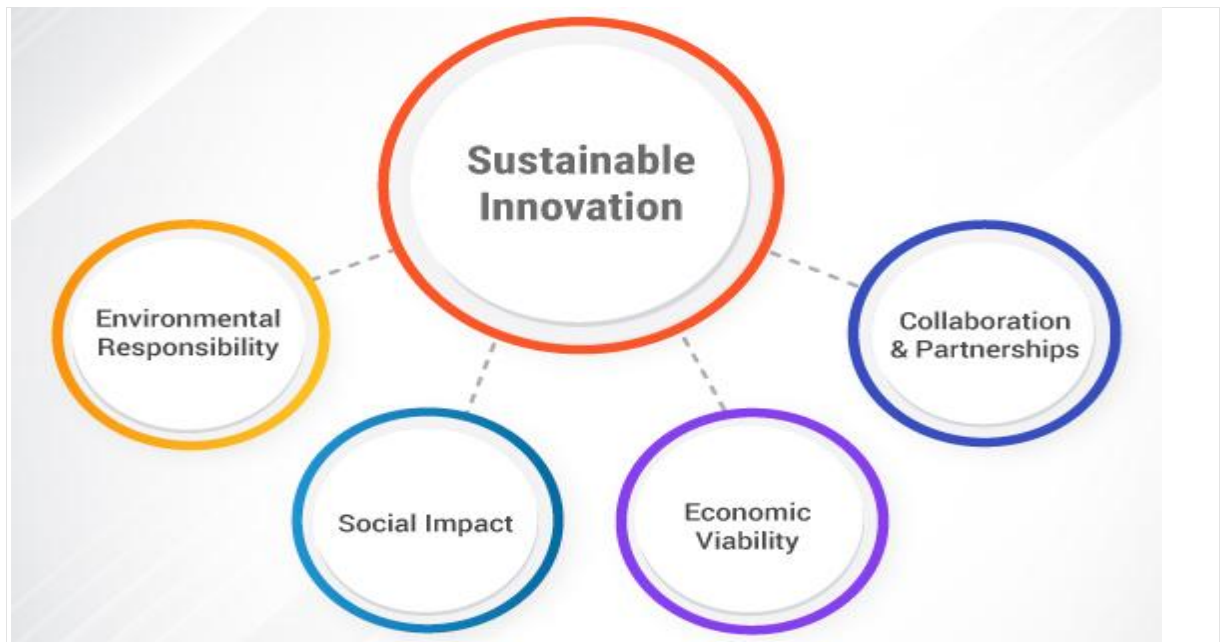 Sustainable
Innovation
Environmental
Responsibility
Social Impact
Economic
Viability
Collaboration
& Partnerships